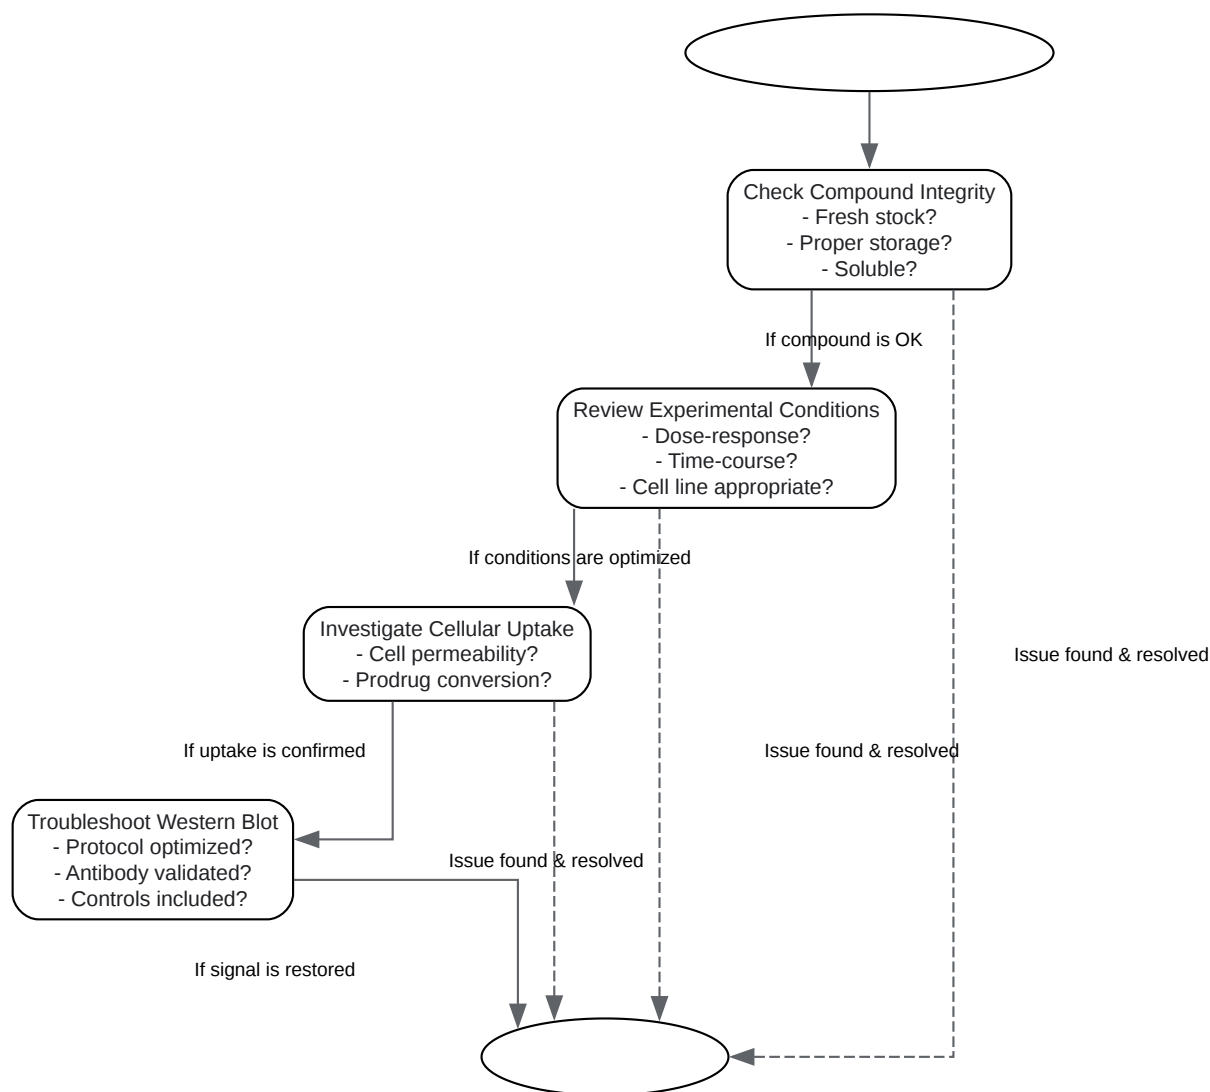 Check Compound Integrity
- Fresh stock?
- Proper storage?
- Soluble?
If compound is OK
Review Experimental Conditions
- Dose-response?
- Time-course?
- Cell line appropriate?
If conditions are optimized
Investigate Cellular Uptake
- Cell permeability?
- Prodrug conversion?
Issue found & resolved
If uptake is confirmed
Issue found & resolved
Troubleshoot Western Blot
- Protocol optimized?
- Antibody validated?
- Controls included?
Issue found & resolved
If signal is restored